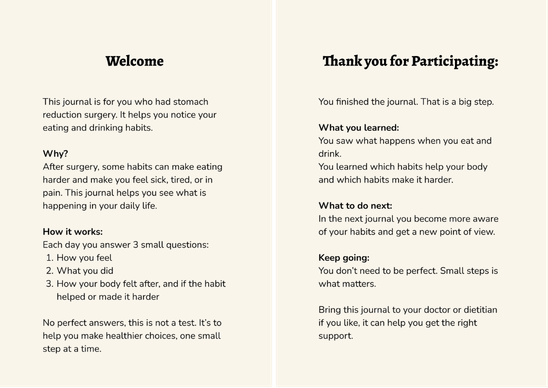 Welcome
This journal is for you who had stomach
reduction surgery. It helps you notice your
eating and drinking habits.
Why?
After surgery, some habits can make eating
harder and make you feel sick, tired, or in
pain. This journal helps you see what is
happening in your daily life.
How it works:
Each day you answer 3 small questions:
1. How you feel
2. What you did
3. How your body felt after, and if the habit
helped or made it harder
No perfect answers, this is not a test. It's to
help you make healthier choices, one small
step at a time.
Thank you for Participating:
You finished the journal. That is a big step.
What you learned:
You saw what happens when you eat and
drink.
You learned which habits help your body
and which habits make it harder.
What to do next:
In the next journal you become more aware
of your habits and get a new point of view.
Keep going:
You don't need to be perfect. Small steps is
what matters.
Bring this journal to your doctor or dietitian
if you like, it can help you get the right
support.